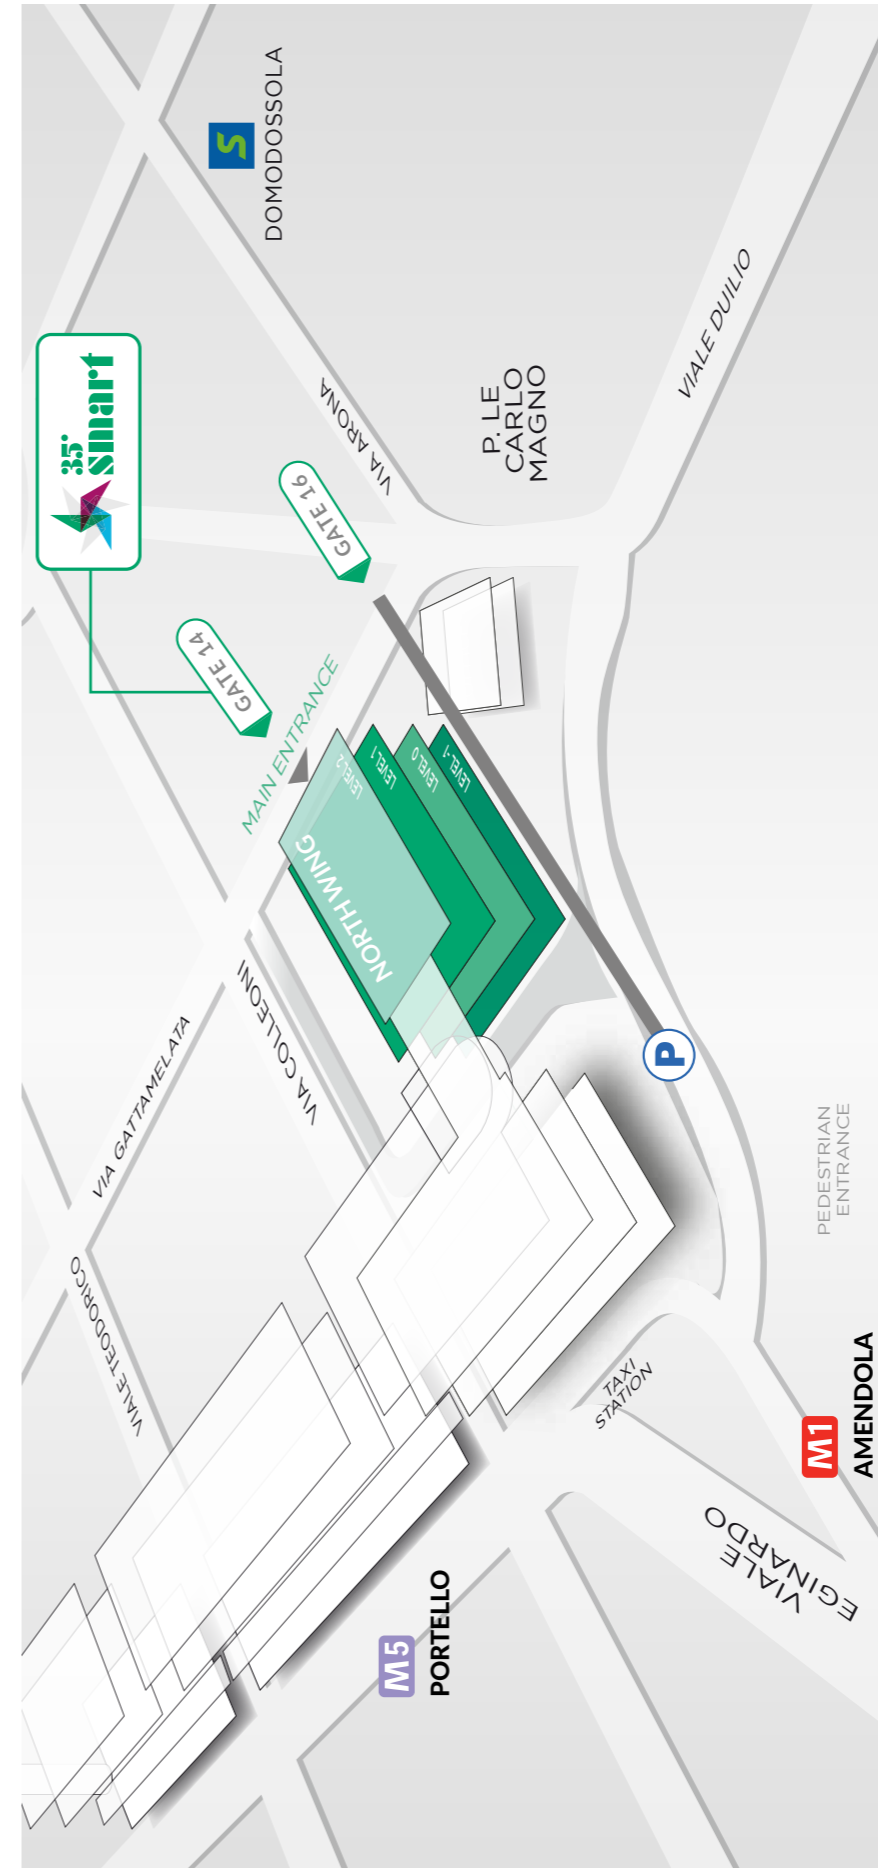 S
DOMODOSSOLA
35°
smart
GATE 16
GATE 14
VIA ARONA
P. LE
CARLO
MAGNO
VIALE DUILIO
MAIN ENTRANCE
LEVEL 2
LEVEL 1
LEVEL 0
LEVEL -1
NORTH WING
VIA COLLEONI
VIA GATTAMELATA
VIALE TEODORICO
P
PEDESTRIAN
ENTRANCE
TAXI
STATION
M1
AMENDOLA
VIALE
EGINARDO
M5
PORTELLO